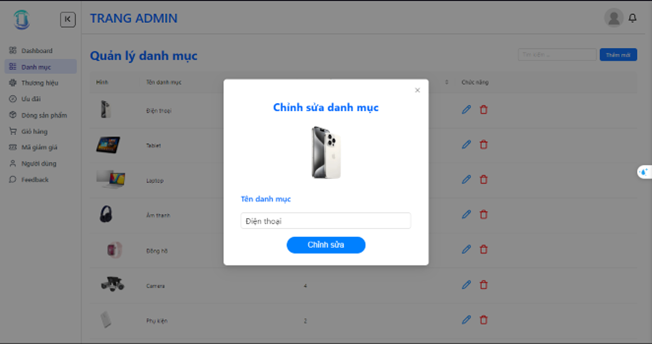 TRANG ADMIN
Dashboard
Danh mục
Thương hiệu
Ưu đãi
Dòng sản phẩm
Giỏ hàng
Mã giảm giá
Người dùng
Feedback
Quản lý danh mục
Thêm mới
Hình
Tên danh mục
Chức năng
Điện thoại
Tablet
Laptop
Âm thanh
Đồng hồ
Camera
4
Phụ kiện
2
Chỉnh sửa danh mục
Tên danh mục
Điện thoại
Chỉnh sửa